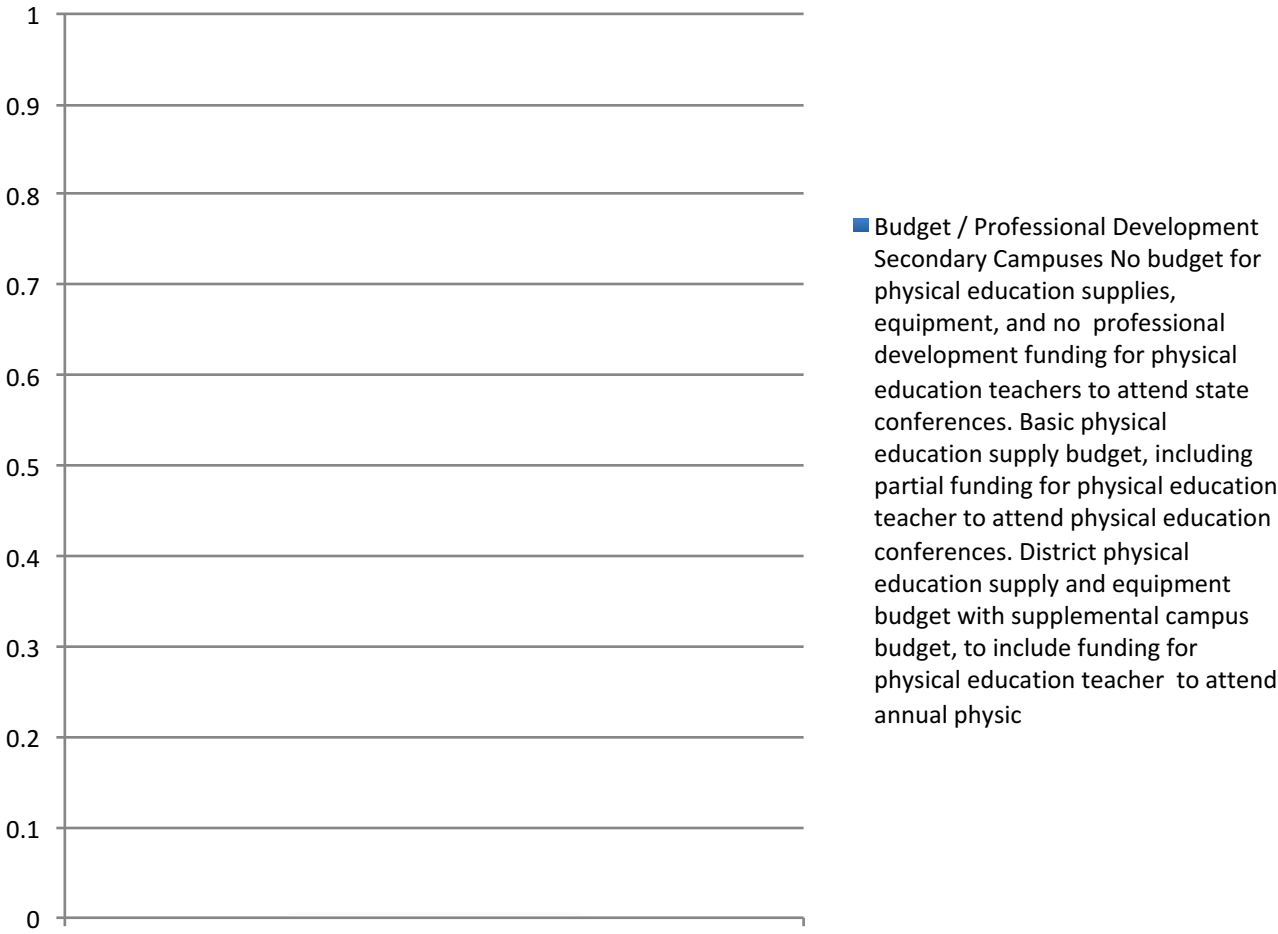 1
0.9
0.8
0.7
0.6
0.5
0.4
0.3
0.2
0.1
0
Budget / Professional Development
Secondary Campuses No budget for
physical education supplies,
equipment, and no  professional
development funding for physical
education teachers to attend state
conferences. Basic physical
education supply budget, including
partial funding for physical education
teacher to attend physical education
conferences. District physical
education supply and equipment
budget with supplemental campus
budget, to include funding for
physical education teacher  to attend
annual physic